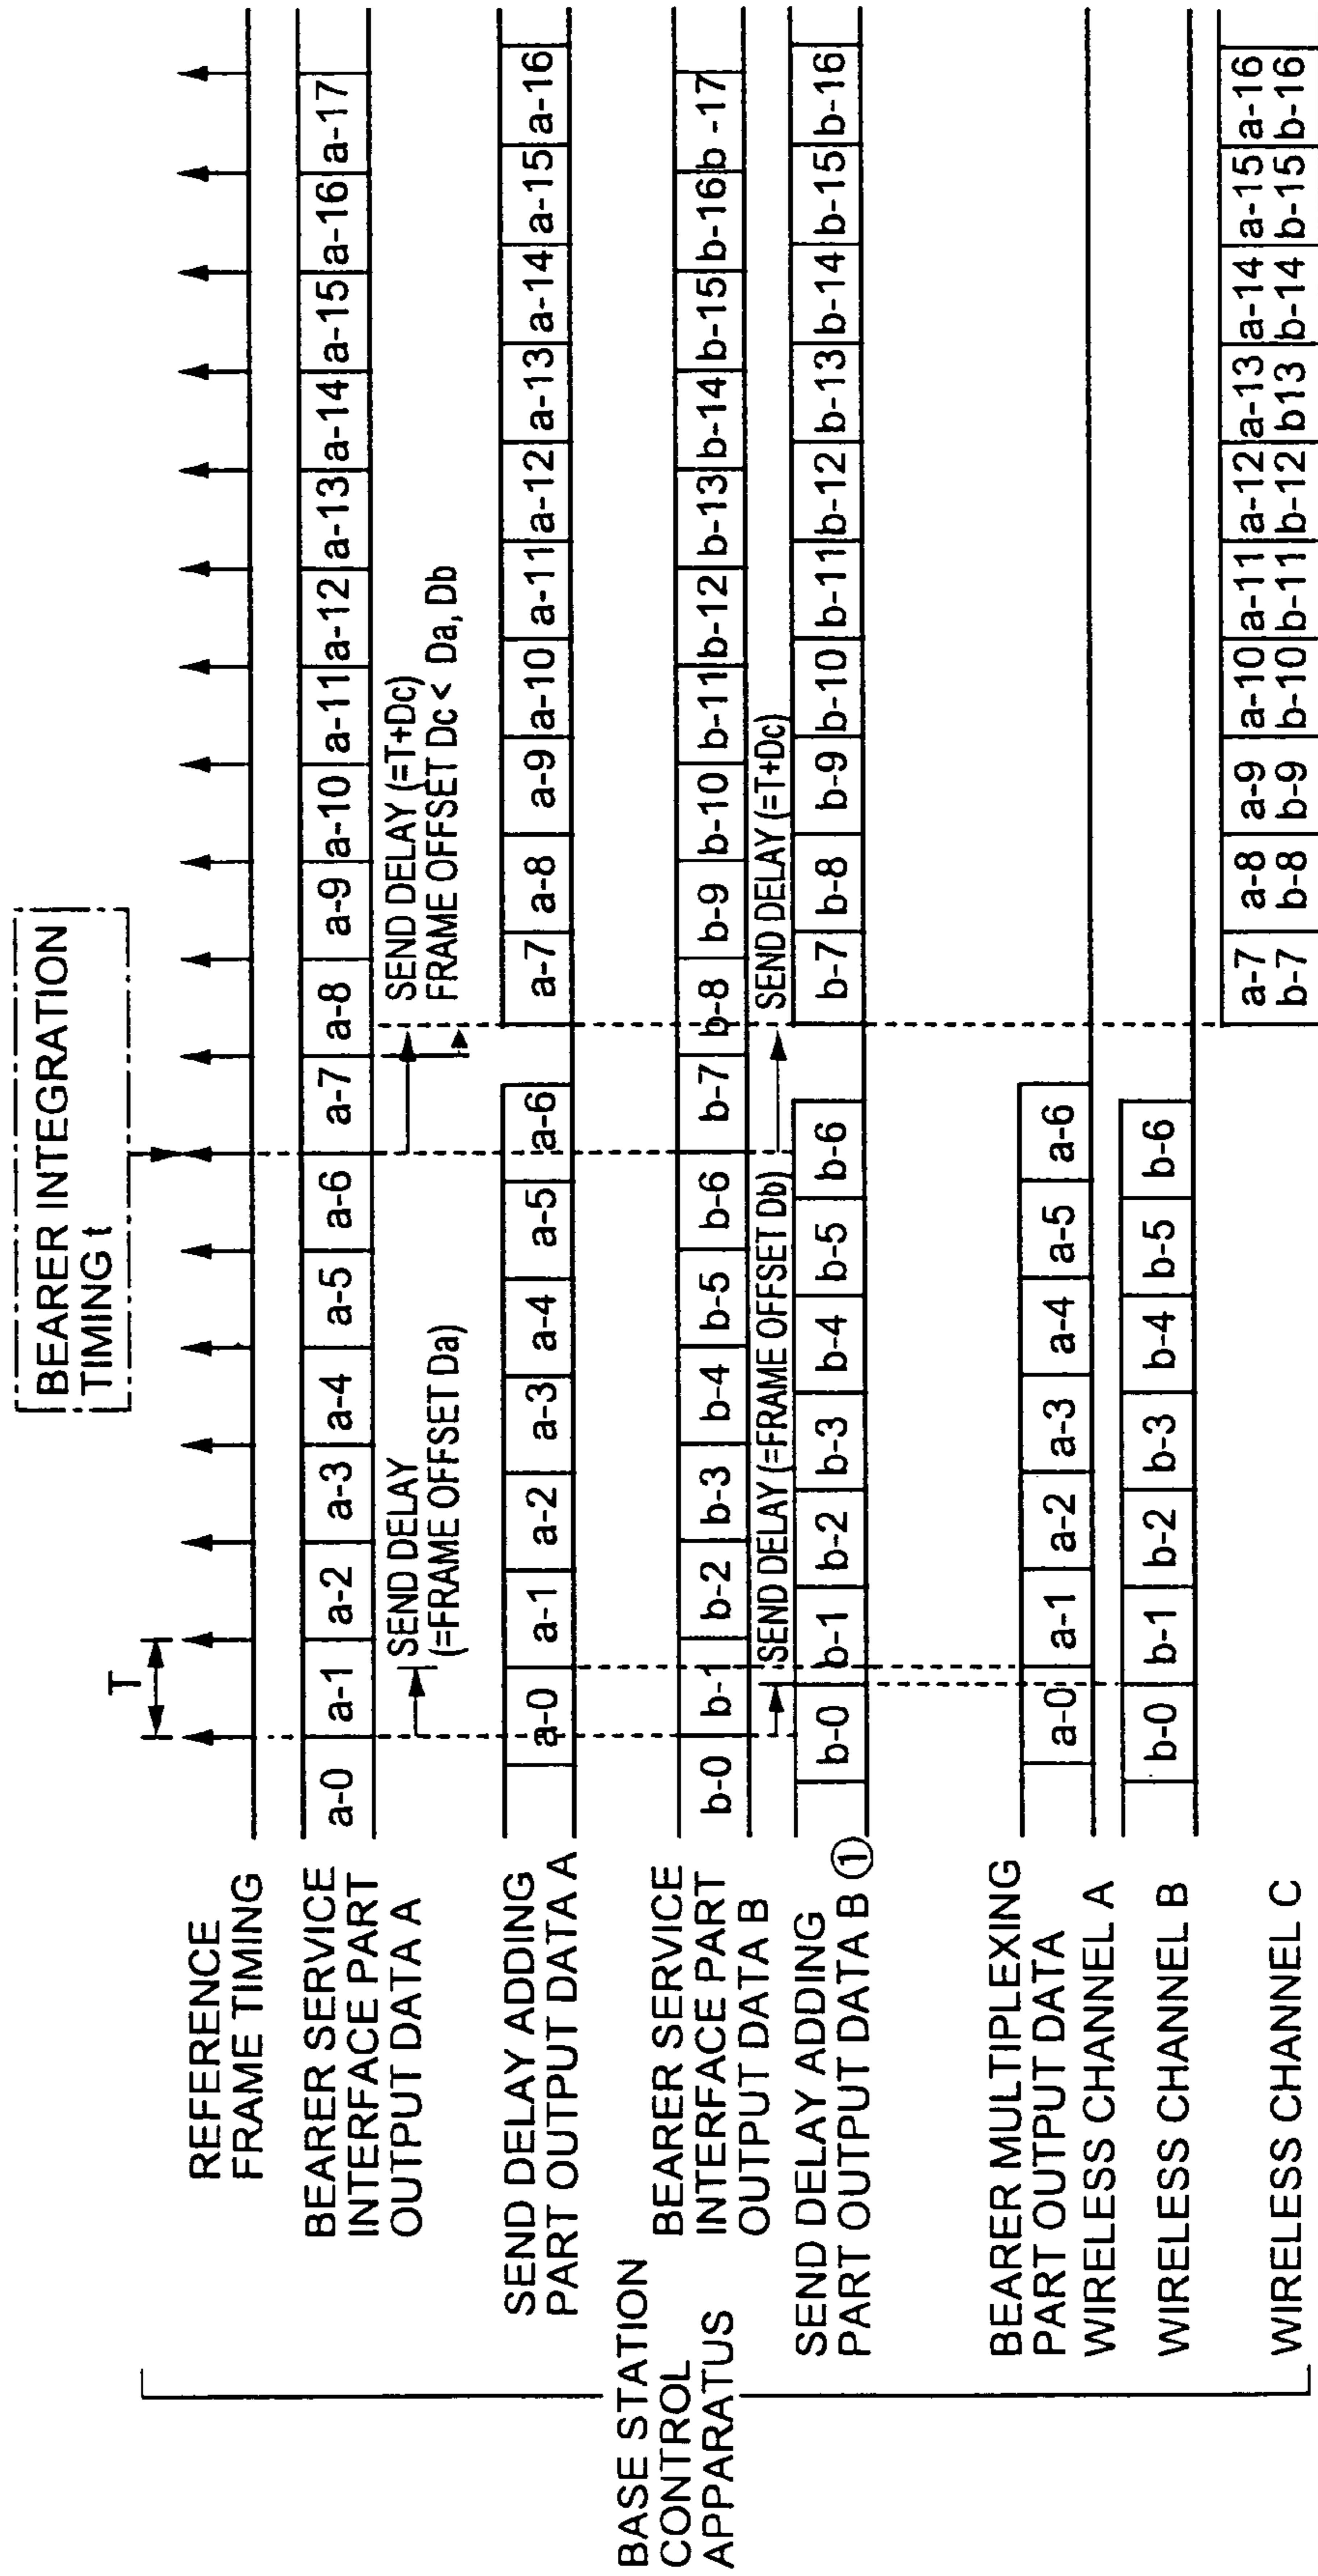 BEARER INTEGRATION
TIMING t
T
REFERENCE
FRAME TIMING
BEARER SERVICE
INTERFACE PART
OUTPUT DATA A
a-0 a-1 a-2 a-3 a-4 a-5 a-6 a-7 a-8 a-9 a-10 a-11 a-12 a-13 a-14 a-15 a-16 a-17
SEND DELAY
(=FRAME OFFSET Da)
SEND DELAY (=T+Dc)
FRAME OFFSET Dc < Da, Db
SEND DELAY ADDING
PART OUTPUT DATA A
a-0 a-1 a-2 a-3 a-4 a-5 a-6 a-7 a-8 a-9 a-10 a-11 a-12 a-13 a-14 a-15 a-16
BASE STATION
CONTROL
APPARATUS
BEARER SERVICE
INTERFACE PART
OUTPUT DATA B
b-0 b-1 b-2 b-3 b-4 b-5 b-6 b-7 b-8 b-9 b-10 b-11 b-12 b-13 b-14 b-15 b-16 b -17
SEND DELAY (=FRAME OFFSET Db)
SEND DELAY (=T+Dc)
SEND DELAY ADDING
PART OUTPUT DATA B ①
b-0 b-1 b-2 b-3 b-4 b-5 b-6 b-7 b-8 b-9 b-10 b-11 b-12 b-13 b-14 b-15 b-16
BEARER MULTIPLEXING
PART OUTPUT DATA
WIRELESS CHANNEL A
a-0 a-1 a-2 a-3 a-4 a-5 a-6
WIRELESS CHANNEL B
b-0 b-1 b-2 b-3 b-4 b-5 b-6
WIRELESS CHANNEL C
a-7 a-8 a-9 a-10 a-11 a-12 a-13 a-14 a-15 a-16
b-7 b-8 b-9 b-10 b-11 b-12 b13 b-14 b-15 b-16